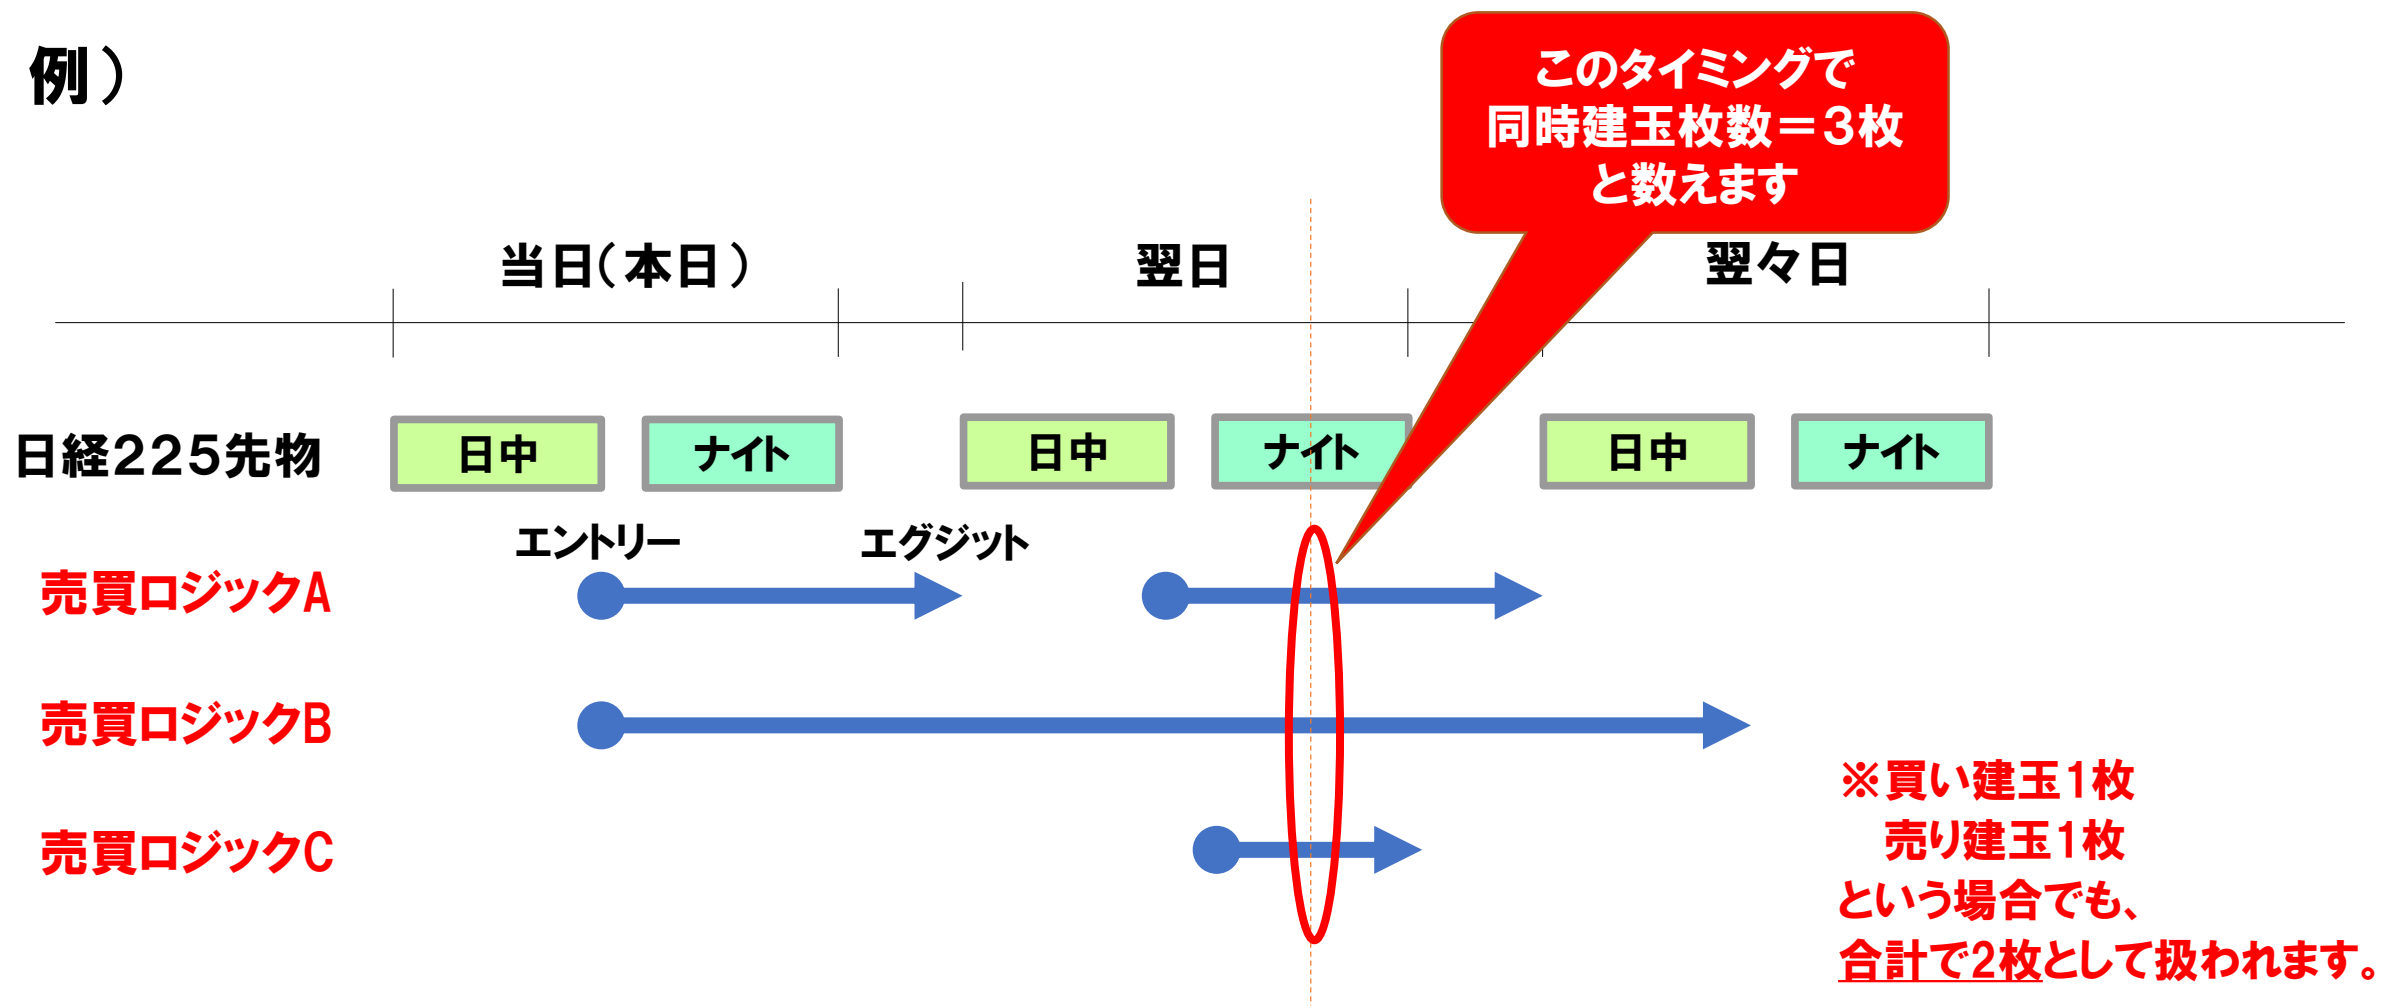 例）
このタイミングで
同時建玉枚数＝3枚
と数えます
当日（本日）
翌日
翌々日
日経２２５先物
日中
ナイト
日中
ナイト
日中
ナイト
エントリー
エグジット
売買ロジックA
売買ロジックB
売買ロジックC
※買い建玉1枚
売り建玉1枚
という場合でも、
合計で2枚として扱われます。